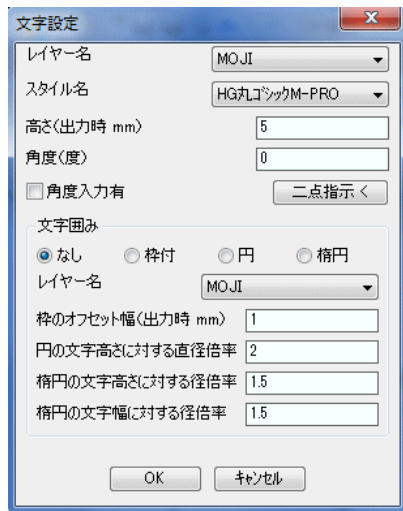 文字設定
レイヤー名 MOJI
スタイル名 HG丸ゴシックM-PRO
高さ(出力時 mm) 5
角度(度) 0
角度入力有 二点指示 <
文字囲み
なし 枠付 円 楕円
レイヤー名 MOJI
枠のオフセット幅(出力時 mm) 1
円の文字高さに対する直径倍率 2
楕円の文字高さに対する径倍率 1.5
楕円の文字幅に対する径倍率 1.5
OK キャンセル